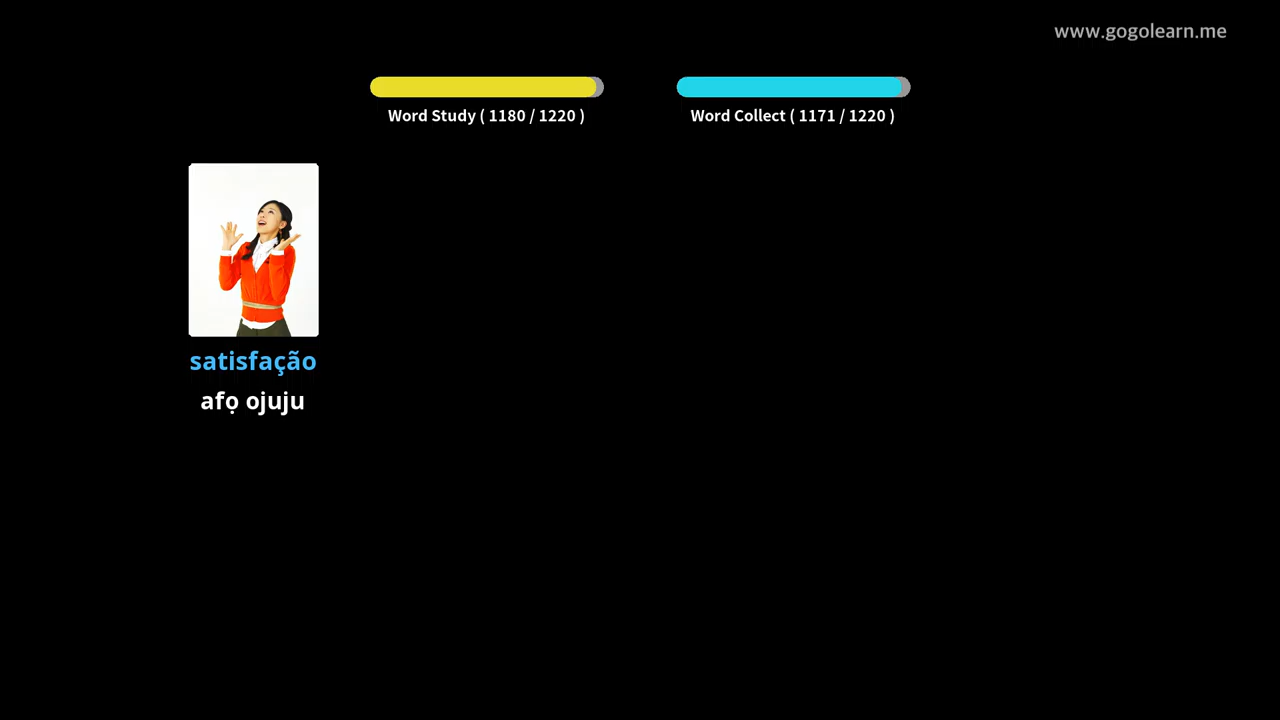 www.gogolearn.me
Word Study ( 1180 / 1220 )
Word Collect ( 1171 / 1220 )
satisfação
afọ ojuju